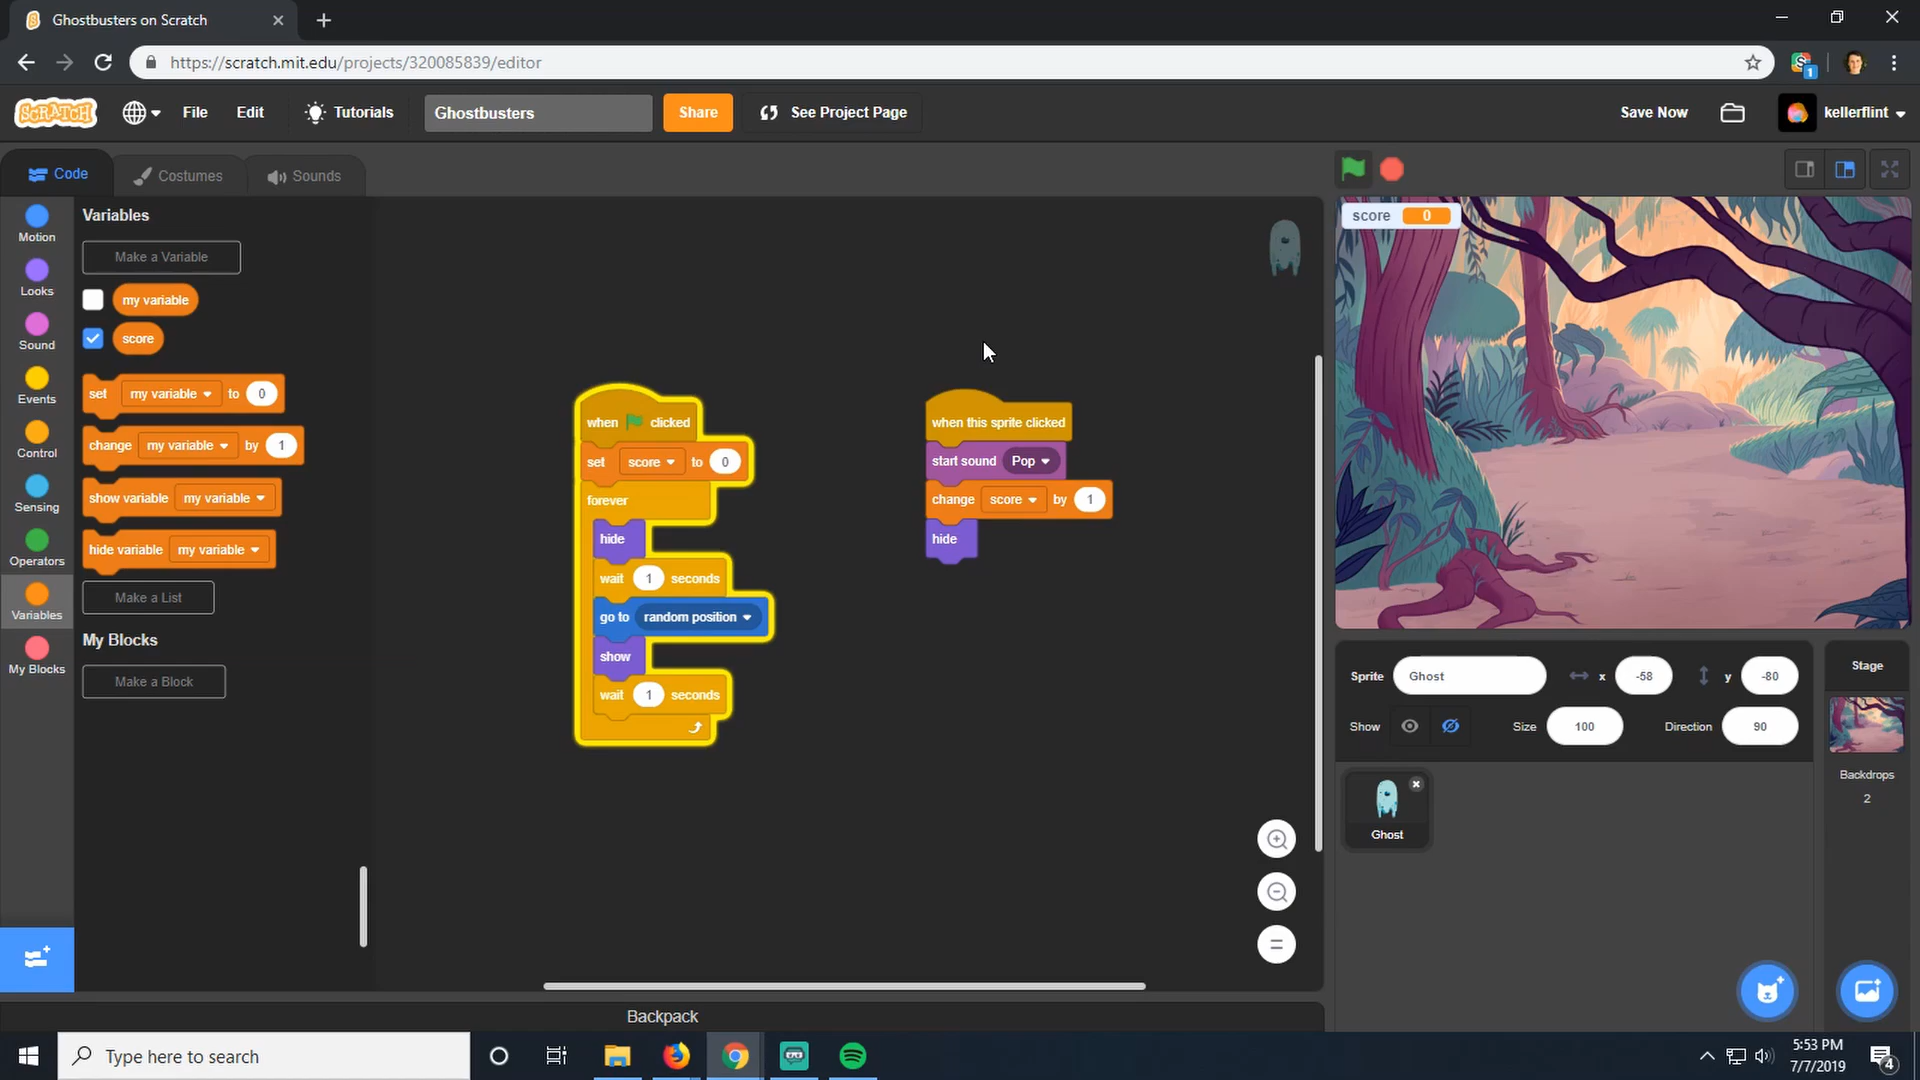 Ghostbusters on Scratch
https://scratch.mit.edu/projects/320085839/editor
1
SCRATCH
File
Edit
Tutorials
Ghostbusters
Share
See Project Page
Save Now
kellerflint
Code
Costumes
Sounds
Motion
Looks
Sound
Events
Control
Sensing
Operators
Variables
My Blocks
Variables
Make a Variable
my variable
score
set my variable to 0
change my variable by 1
show variable my variable
hide variable my variable
Make a List
My Blocks
Make a Block
when clicked
set score to 0
forever
hide
wait 1 seconds
go to random position
show
wait 1 seconds
when this sprite clicked
start sound Pop
change score by 1
hide
score 0
Sprite Ghost x -58 y -80
Show Size 100 Direction 90
Ghost
Stage
Backdrops
2
Backpack
Type here to search
5:53 PM
7/7/2019
4